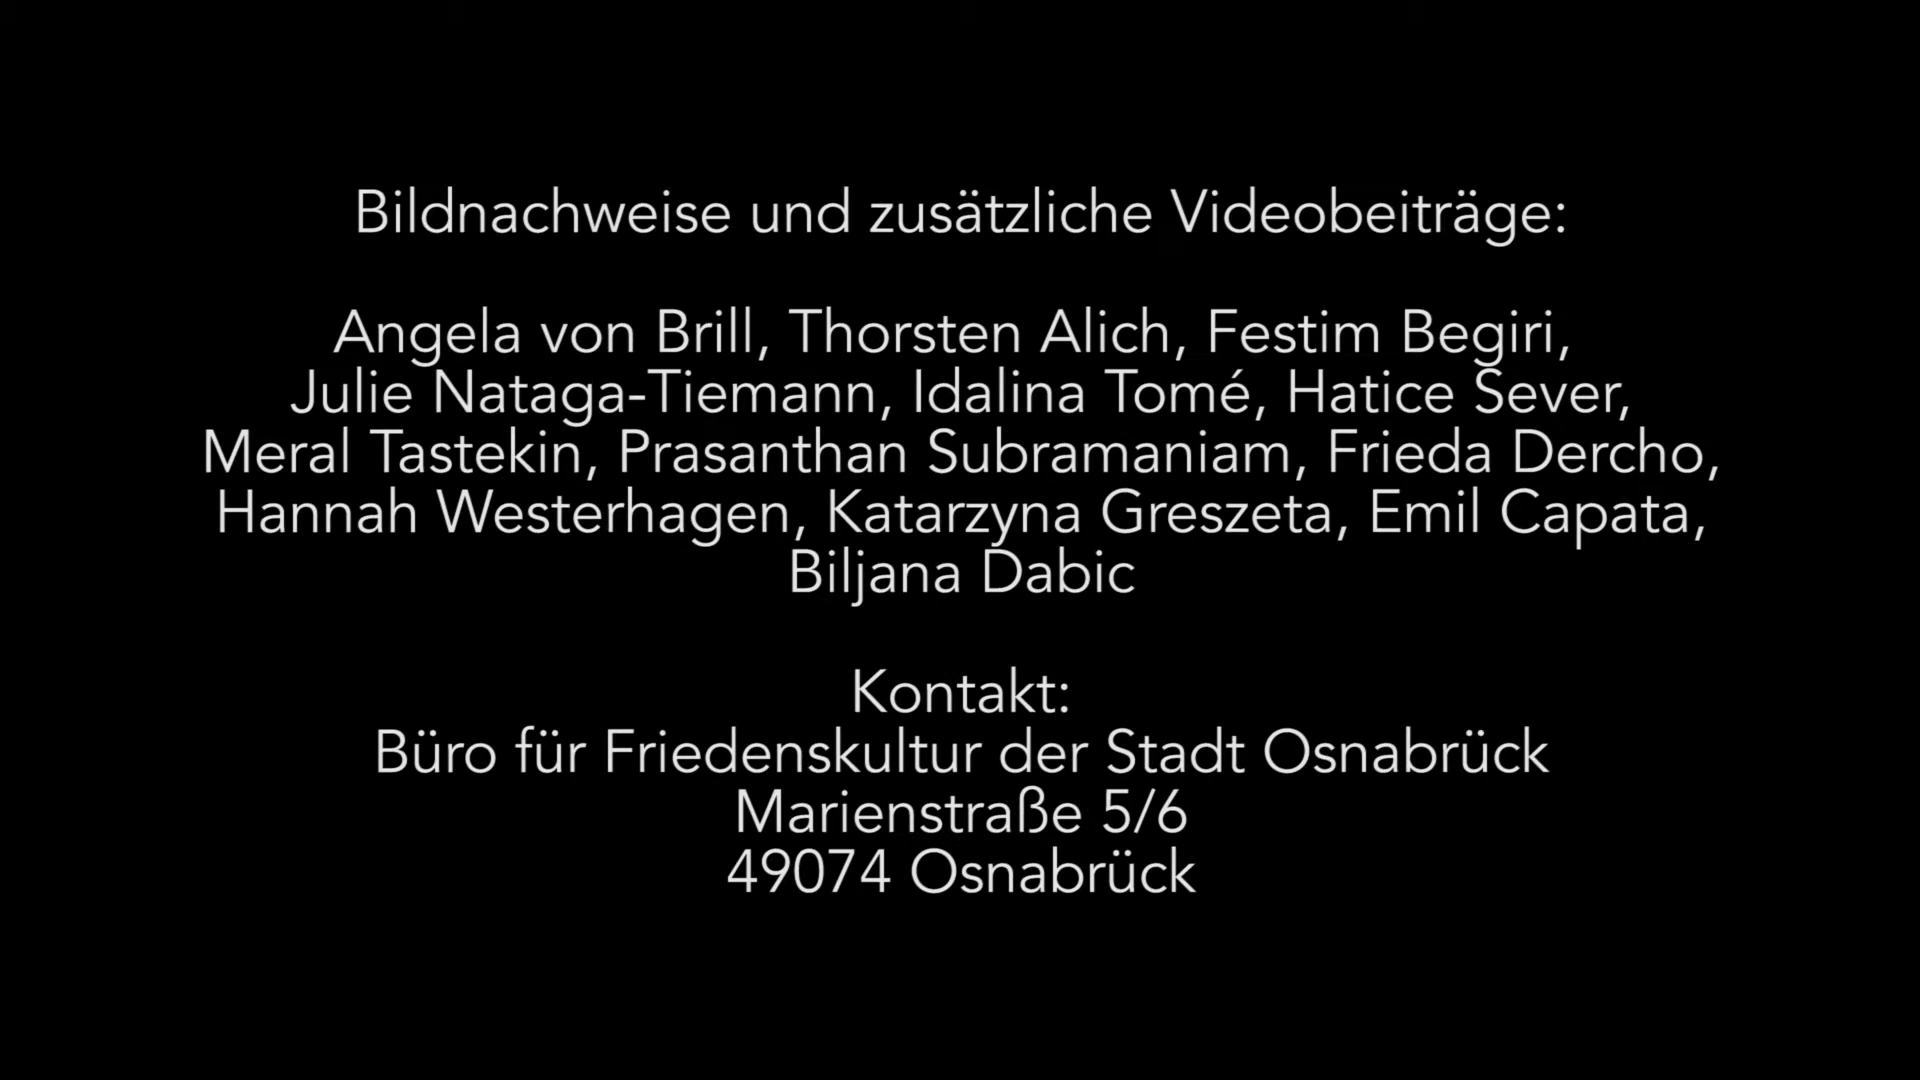 Bildnachweise und zusätzliche Videobeiträge:
Angela von Brill, Thorsten Alich, Festim Begiri,
Julie Nataga-Tiemann, Idalina Tomé, Hatice Sever,
Meral Tastekin, Prasanthan Subramaniam, Frieda Dercho,
Hannah Westerhagen, Katarzyna Greszeta, Emil Capata,
Biljana Dabic
Kontakt:
Büro für Friedenskultur der Stadt Osnabrück
Marienstraße 5/6
49074 Osnabrück